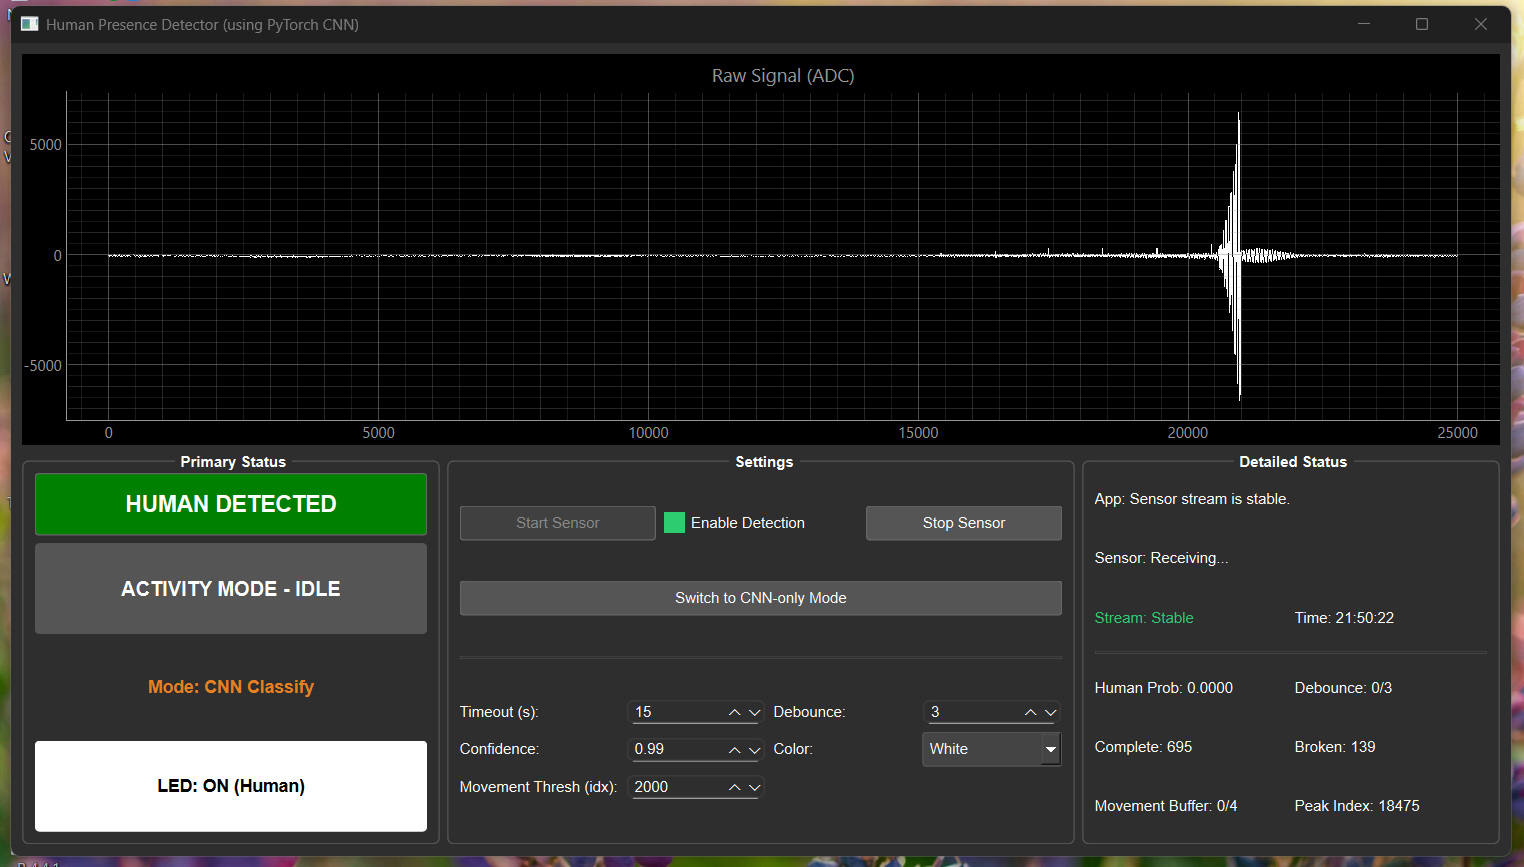 Human Presence Detector (using PyTorch CNN)
Raw Signal (ADC)
5000
0
-5000
0 5000 10000 15000 20000 25000
Primary Status
HUMAN DETECTED
ACTIVITY MODE - IDLE
Mode: CNN Classify
LED: ON (Human)
Settings
Start Sensor Enable Detection Stop Sensor
Switch to CNN-only Mode
Timeout (s): 15 Debounce: 3
Confidence: 0.99 Color: White
Movement Thresh (idx): 2000
Detailed Status
App: Sensor stream is stable.
Sensor: Receiving...
Stream: Stable Time: 21:50:22
Human Prob: 0.0000 Debounce: 0/3
Complete: 695 Broken: 139
Movement Buffer: 0/4 Peak Index: 18475